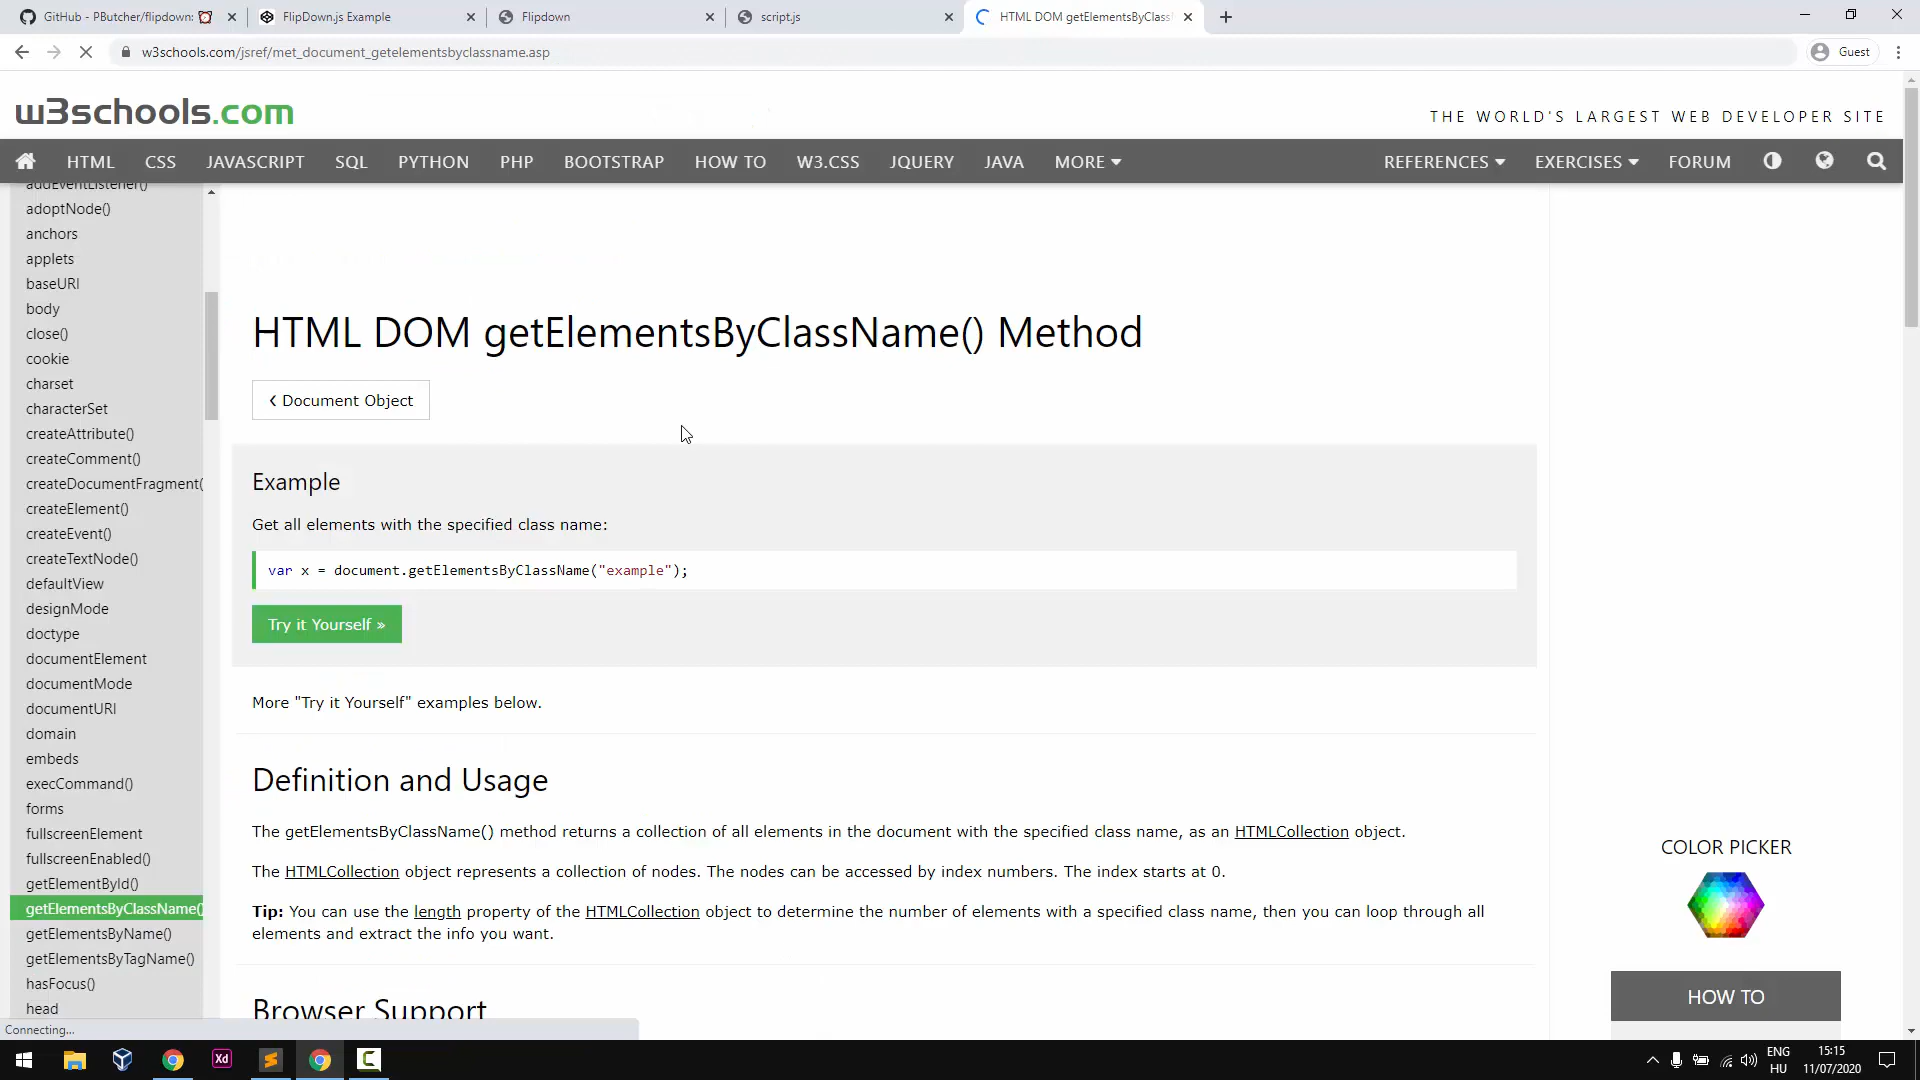 GitHub - PButcher/flipdown:
FlipDown.js Example
Flipdown
script.js
HTML DOM getElementsByClass
w3schools.com/jsref/met_document_getelementsbyclassname.asp
Guest
w3schools.com
THE WORLD'S LARGEST WEB DEVELOPER SITE
HTML CSS JAVASCRIPT SQL PYTHON PHP BOOTSTRAP HOW TO W3.CSS JQUERY JAVA MORE REFERENCES EXERCISES FORUM
addEventListener()
adoptNode()
anchors
applets
baseURI
body
close()
cookie
charset
characterSet
createAttribute()
createComment()
createDocumentFragment(
createElement()
createEvent()
createTextNode()
defaultView
designMode
doctype
documentElement
documentMode
documentURI
domain
embeds
execCommand()
forms
fullscreenElement
fullscreenEnabled()
getElementById()
getElementsByClassName()
getElementsByName()
getElementsByTagName()
hasFocus()
head
HTML DOM getElementsByClassName() Method
‹ Document Object
Example
Get all elements with the specified class name:
var x = document.getElementsByClassName("example");
Try it Yourself »
More "Try it Yourself" examples below.
Definition and Usage
The getElementsByClassName() method returns a collection of all elements in the document with the specified class name, as an HTMLCollection object.
The HTMLCollection object represents a collection of nodes. The nodes can be accessed by index numbers. The index starts at 0.
Tip: You can use the length property of the HTMLCollection object to determine the number of elements with a specified class name, then you can loop through all
elements and extract the info you want.
Browser Support
COLOR PICKER
HOW TO
Connecting...
Xd
ENG
HU
15:15
11/07/2020